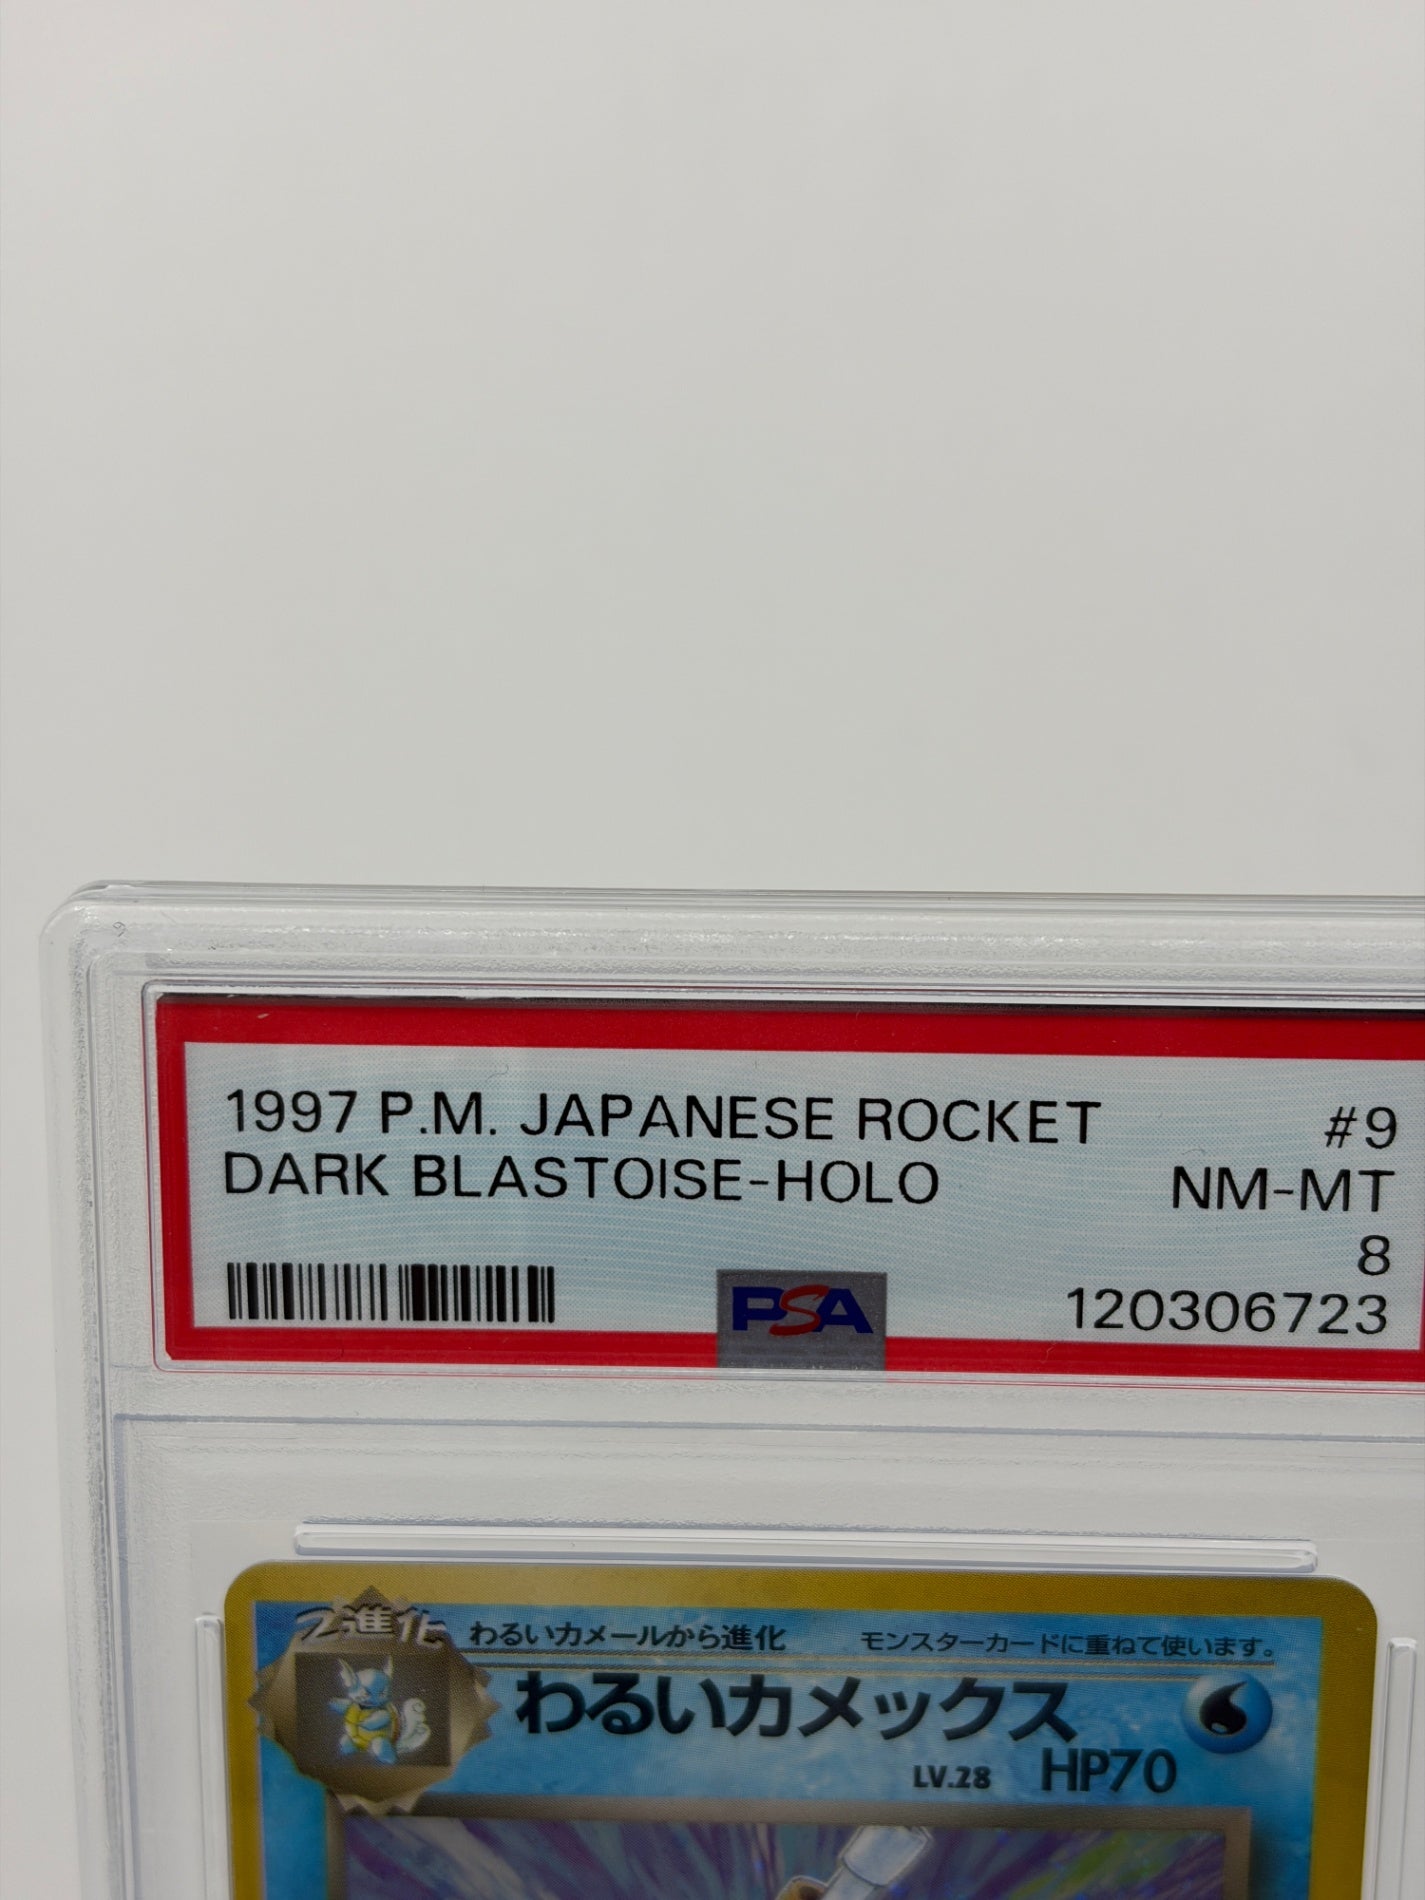 1997 P.M. JAPANESE ROCKET #9
DARK BLASTOISE-HOLO NM-MT
8
PSA 120306723
2進化 わるいカメールから進化 モンスターカードに重ねて使います。
わるいカメックス
LV.28 HP70